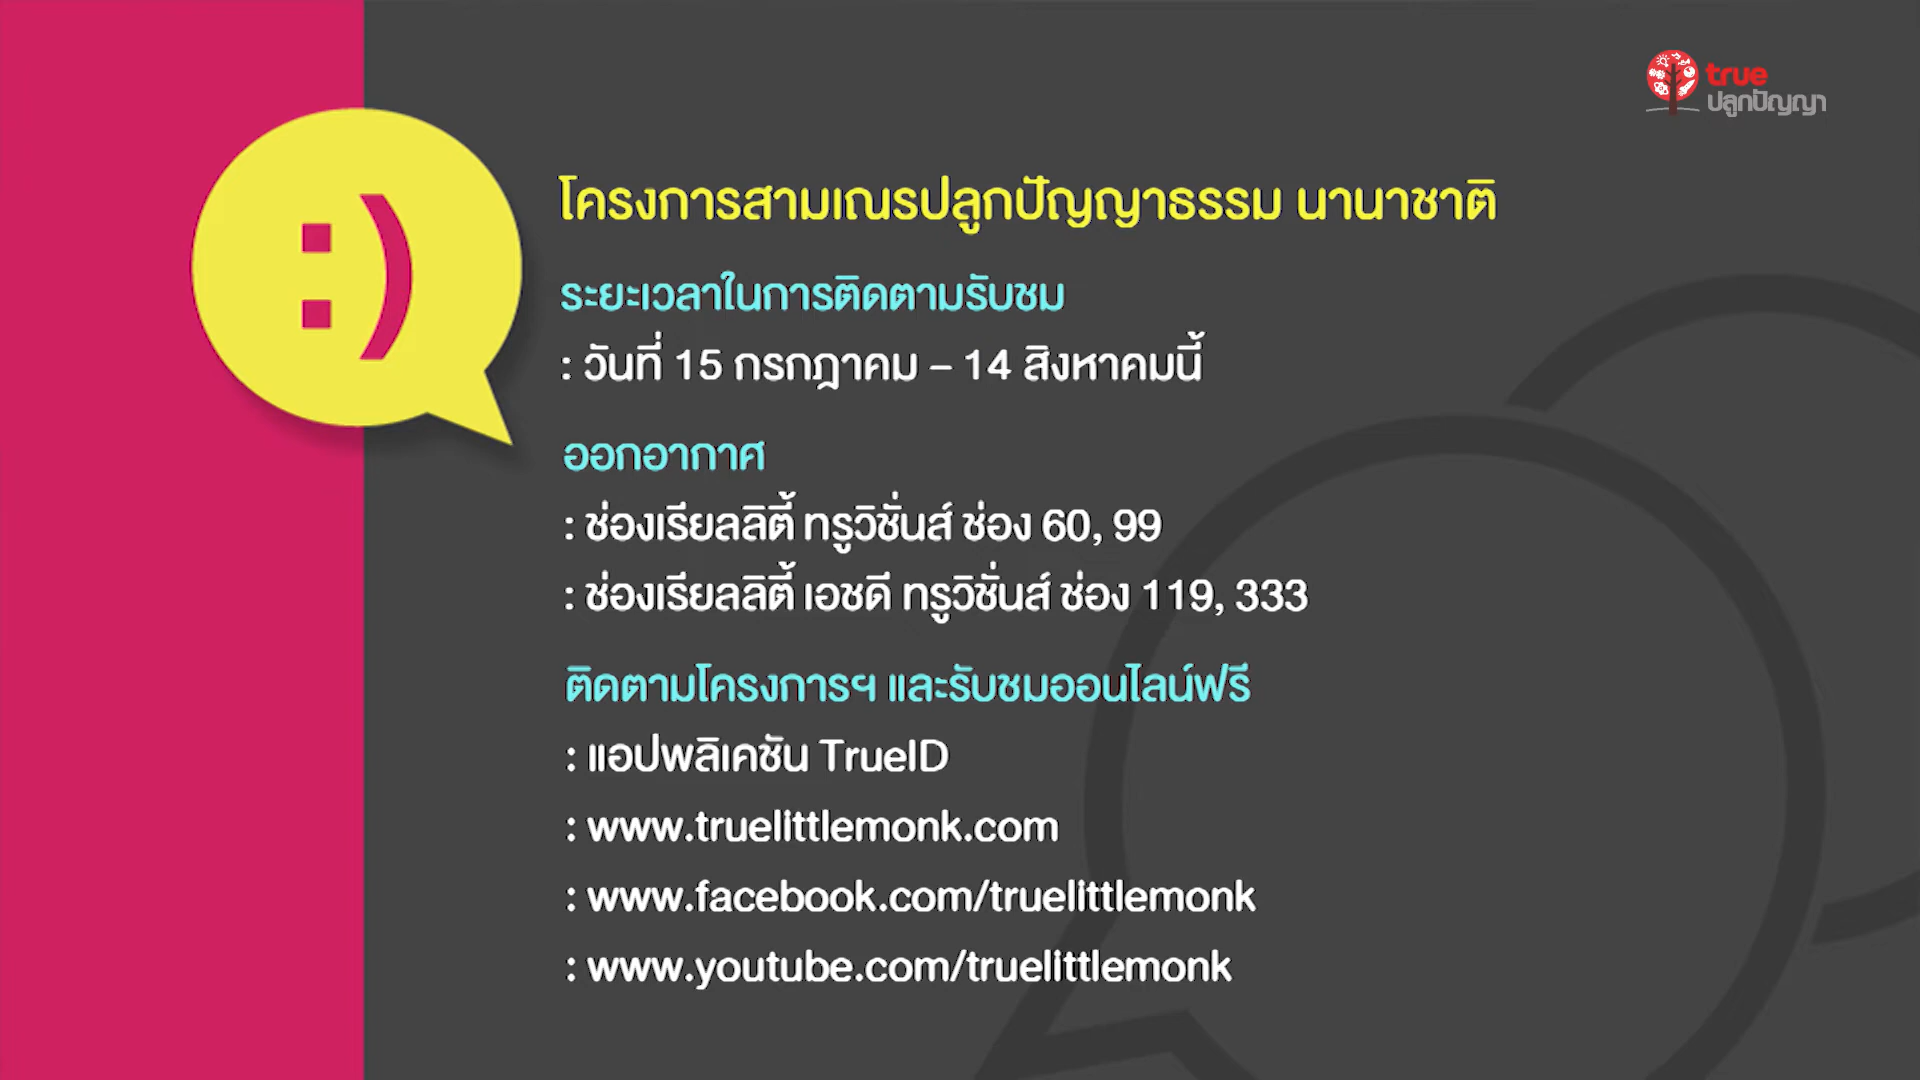 true
ปลูกปัญญา
:)
โครงการสามเณรปลูกปัญญาธรรม นานาชาติ
ระยะเวลาในการติดตามรับชม
: วันที่ 15 กรกฎาคม – 14 สิงหาคมนี้
ออกอากาศ
: ช่องเรียลลิตี้ ทรูวิชั่นส์ ช่อง 60, 99
: ช่องเรียลลิตี้ เอชดี ทรูวิชั่นส์ ช่อง 119, 333
ติดตามโครงการฯ และรับชมออนไลน์ฟรี
: แอปพลิเคชัน TrueID
: www.truelittlemonk.com
: www.facebook.com/truelittlemonk
: www.youtube.com/truelittlemonk